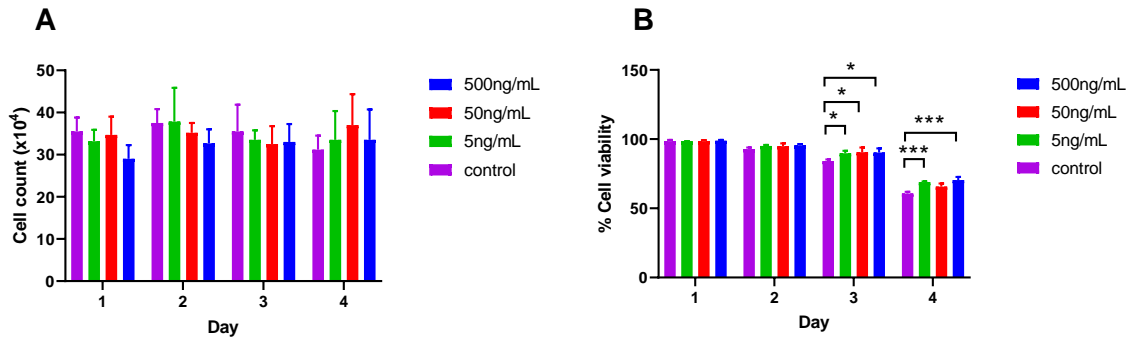 A
Cell count (x10⁴)
50
40
30
20
10
0
1 2 3 4
Day
500ng/mL
50ng/mL
5ng/mL
control
B
% Cell viability
150
100
50
0
*
*
*
***
***
1 2 3 4
Day
500ng/mL
50ng/mL
5ng/mL
control